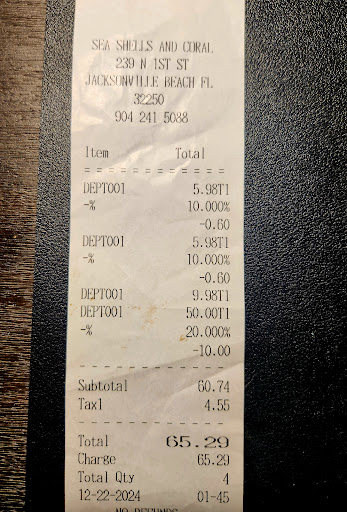 SEA SHELLS AND CORAL
239 N 1ST ST
JACKSONVILLE BEACH FL
32250
904 241 5088
Item Total
DEPT001 5.98T1
-% 10.000%
-0.60
DEPT001 5.98T1
-% 10.000%
-0.60
DEPT001 9.98T1
DEPT001 50.00T1
-% 20.000%
-10.00
Subtotal 60.74
Tax1 4.55
Total 65.29
Charge 65.29
Total Qty 4
12-22-2024 01-45
NO REFUNDS